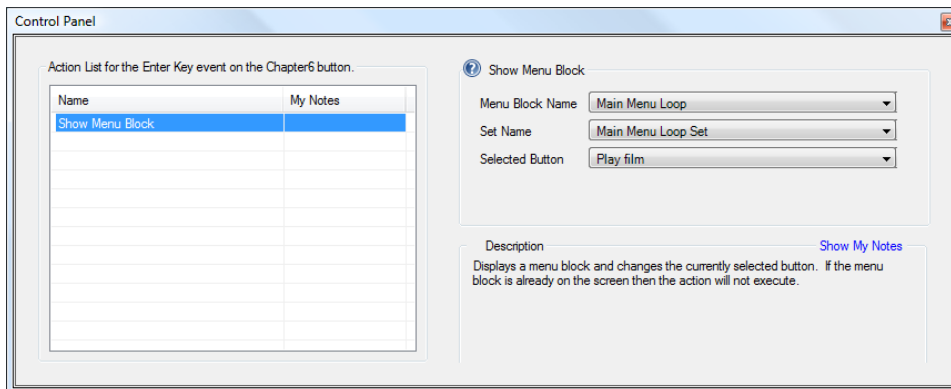 Control Panel
Action List for the Enter Key event on the Chapter6 button.
Name My Notes
Show Menu Block
Show Menu Block
Menu Block Name Main Menu Loop
Set Name Main Menu Loop Set
Selected Button Play film
Description Show My Notes
Displays a menu block and changes the currently selected button. If the menu
block is already on the screen then the action will not execute.